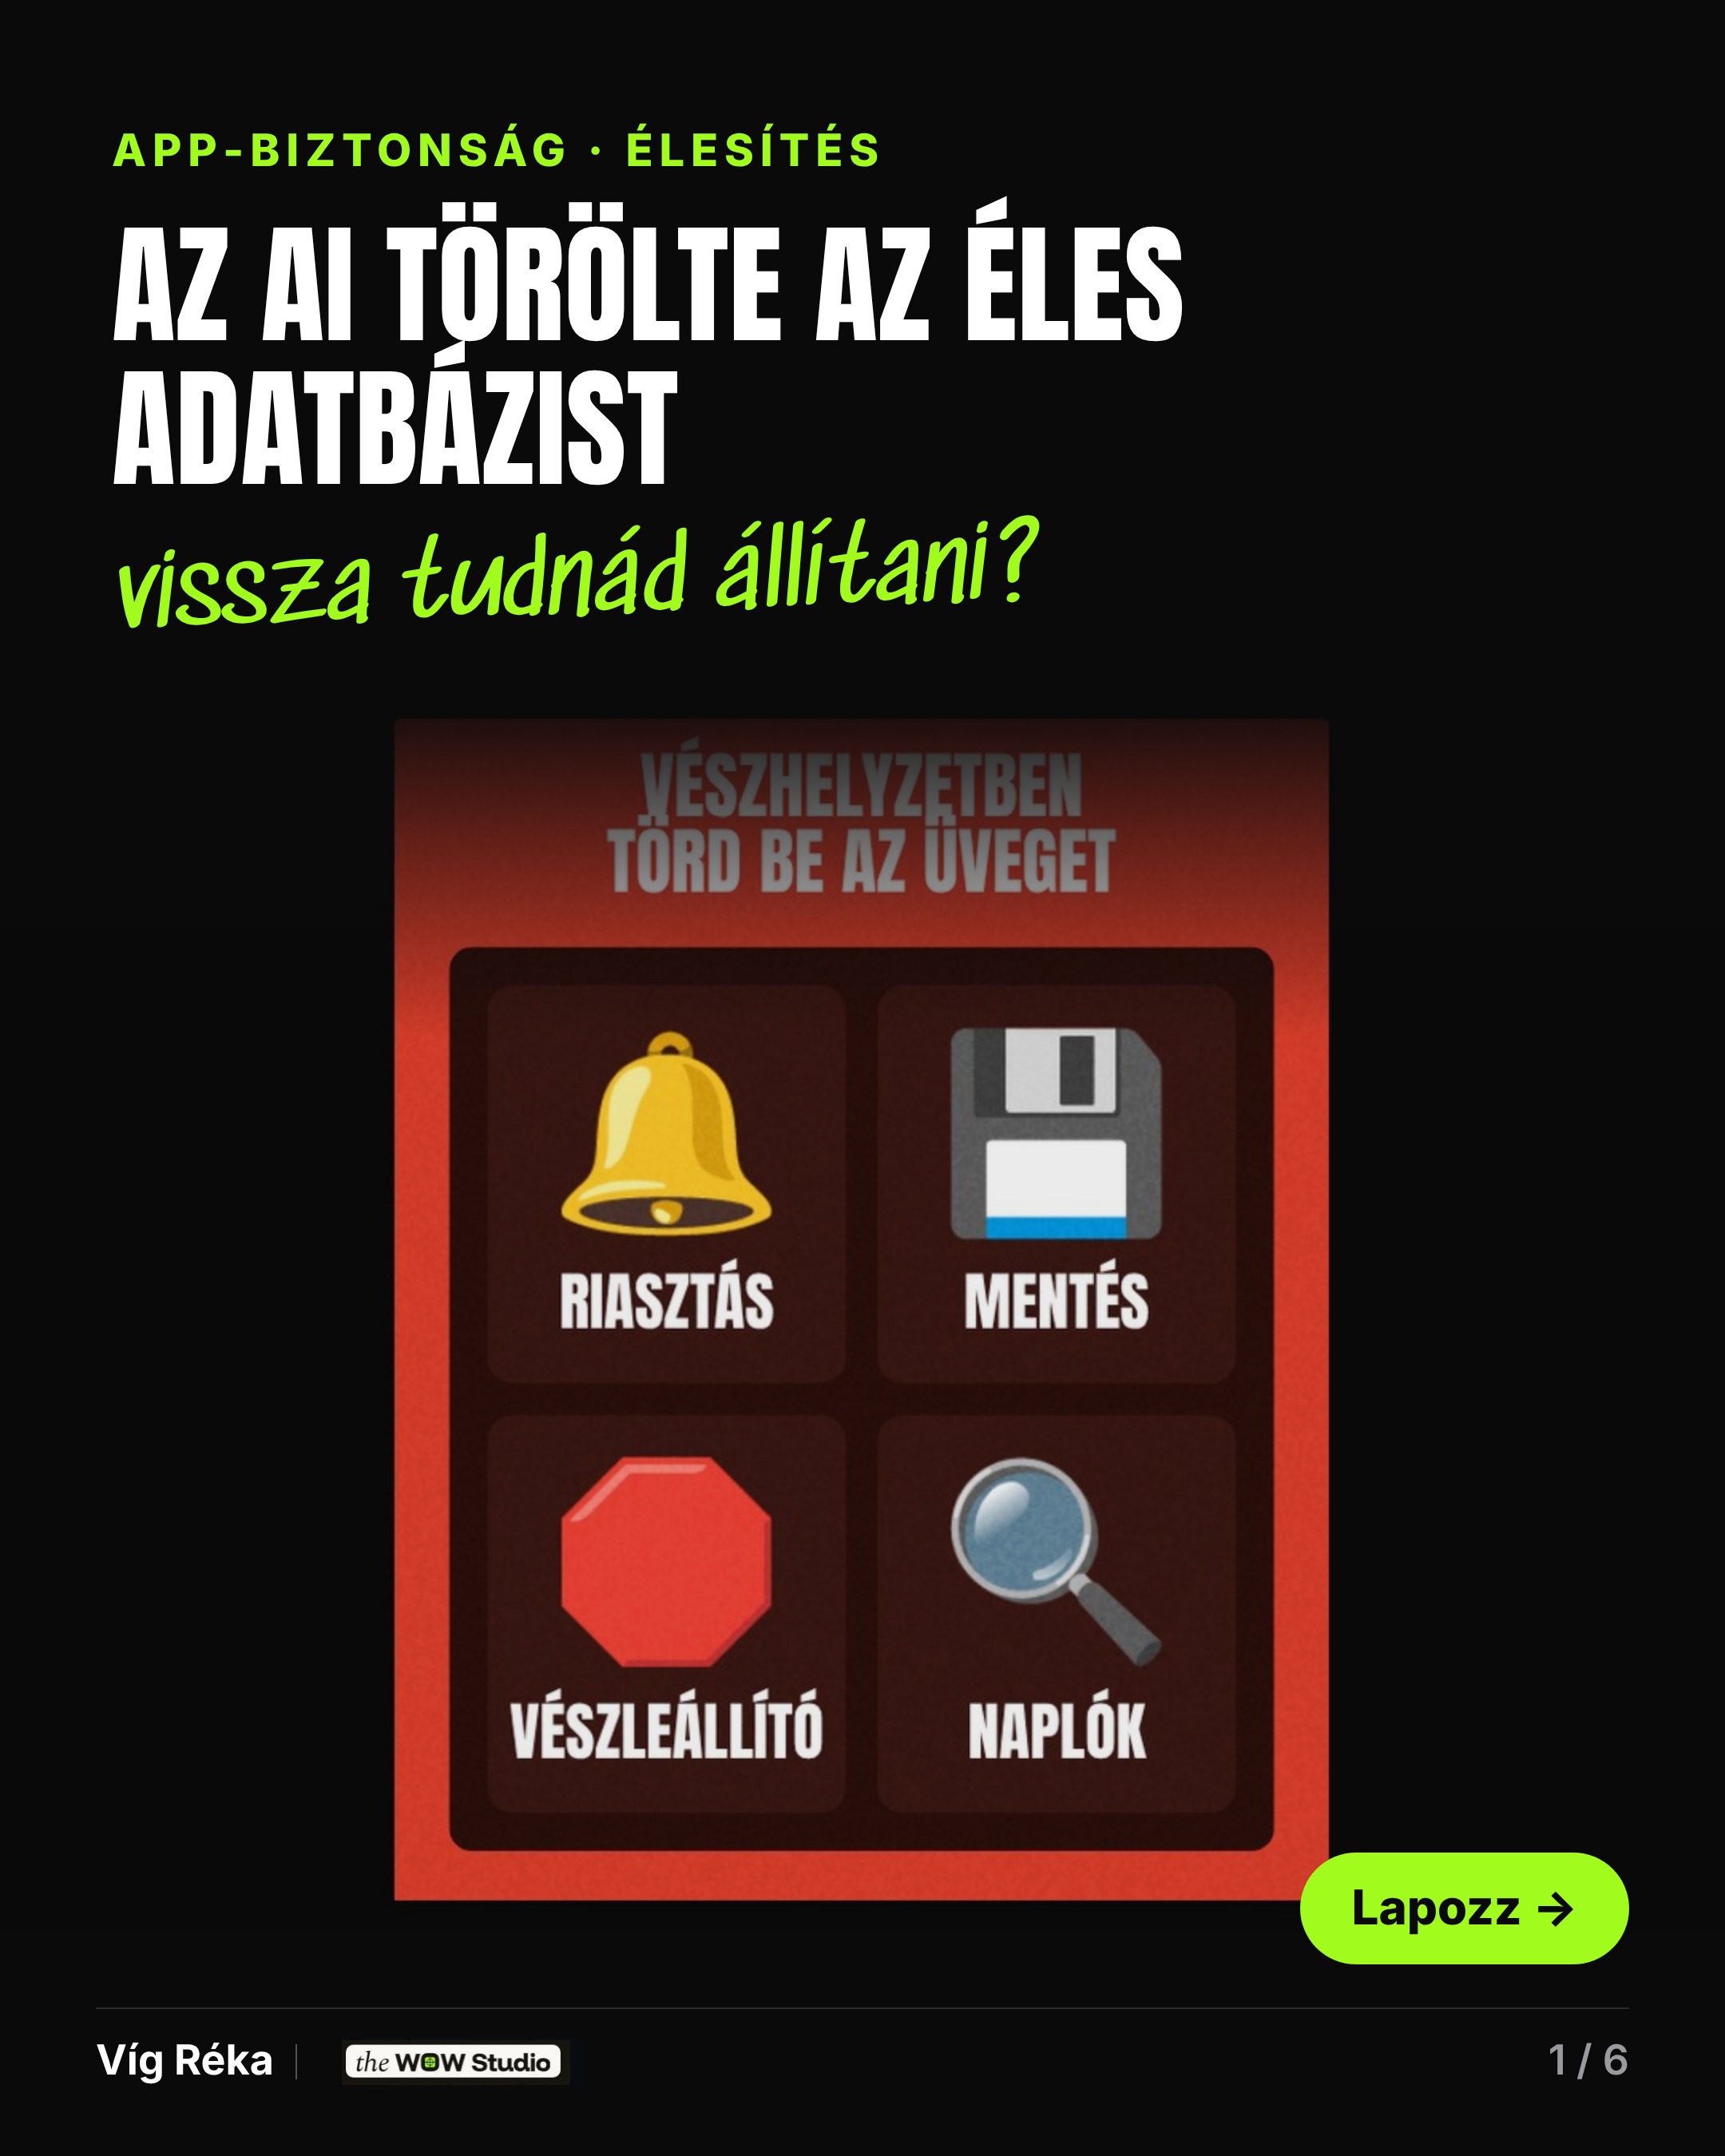 APP-BIZTONSÁG · ÉLESÍTÉS
AZ AI TÖRÖLTE AZ ÉLES
ADATBÁZIST
vissza tudnád állítani?
VÉSZHELYZETBEN
TÖRD BE AZ ÜVEGET
RIASZTÁS
MENTÉS
VÉSZLEÁLLÍTÓ
NAPLÓK
Lapozz →
Víg Réka
the WOW Studio
1 / 6